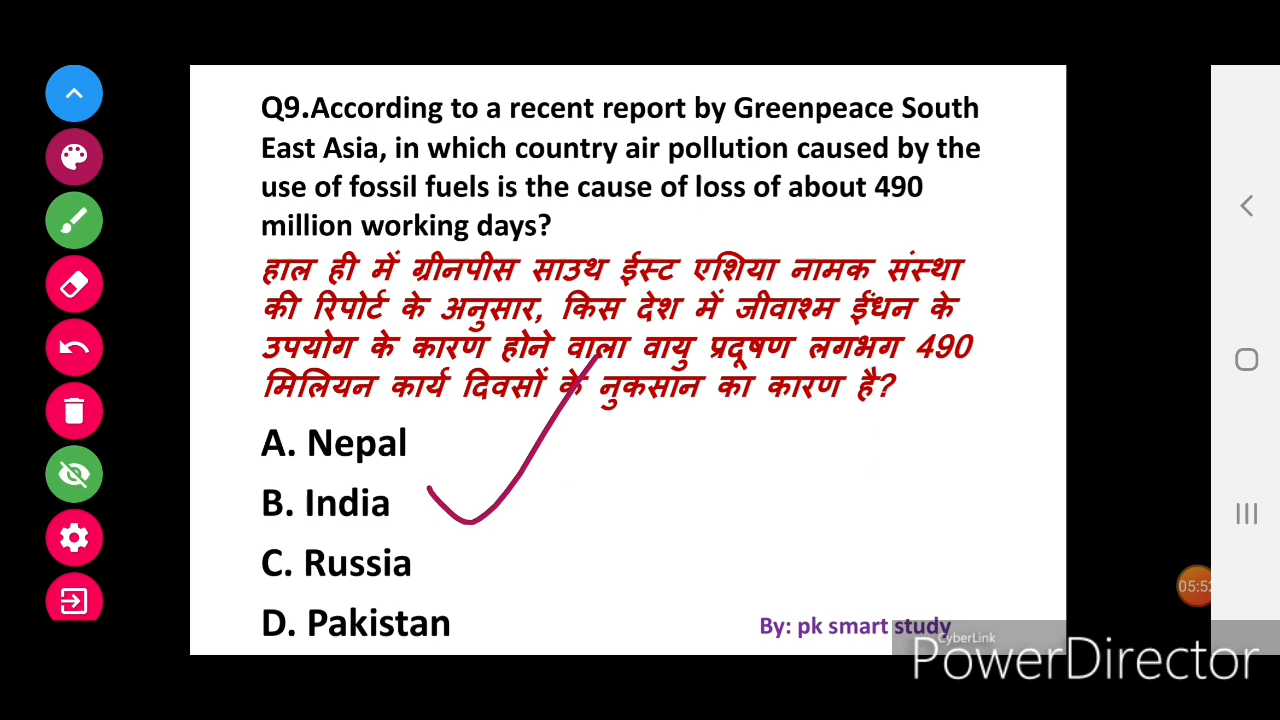 Q9.According to a recent report by Greenpeace South
East Asia, in which country air pollution caused by the
use of fossil fuels is the cause of loss of about 490
million working days?
हाल ही में ग्रीनपीस साउथ ईस्ट एशिया नामक संस्था
की रिपोर्ट के अनुसार, किस देश में जीवाश्म ईंधन के
उपयोग के कारण होने वाला वायु प्रदूषण लगभग 490
मिलियन कार्य दिवसों के नुकसान का कारण है?
A. Nepal
B. India
C. Russia
D. Pakistan
05:52
By: pk smart study
CyberLink
PowerDirector